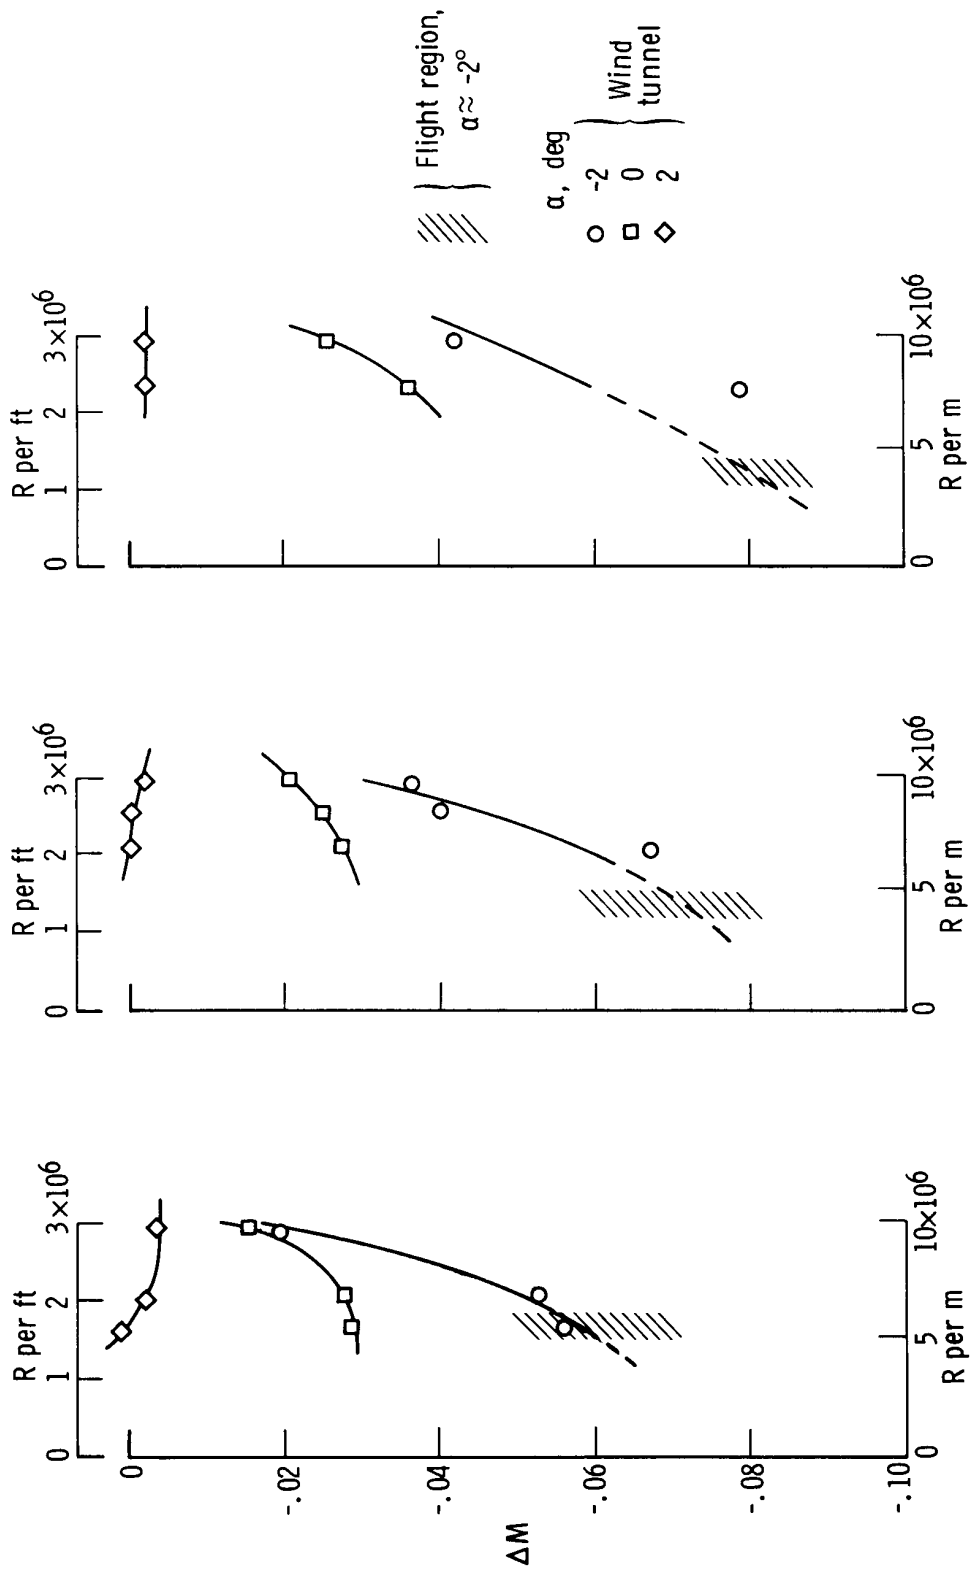 R per ft
0 1 2 3×10⁶
R per ft
0 1 2 3×10⁶
R per ft
0 1 2 3×10⁶
Flight region,
α ≈ -2°
α, deg
-2
0
2
Wind
tunnel
ΔM
0
-.02
-.04
-.06
-.08
-.10
0 5 10×10⁶
R per m
0 5 10×10⁶
R per m
0 5 10×10⁶
R per m